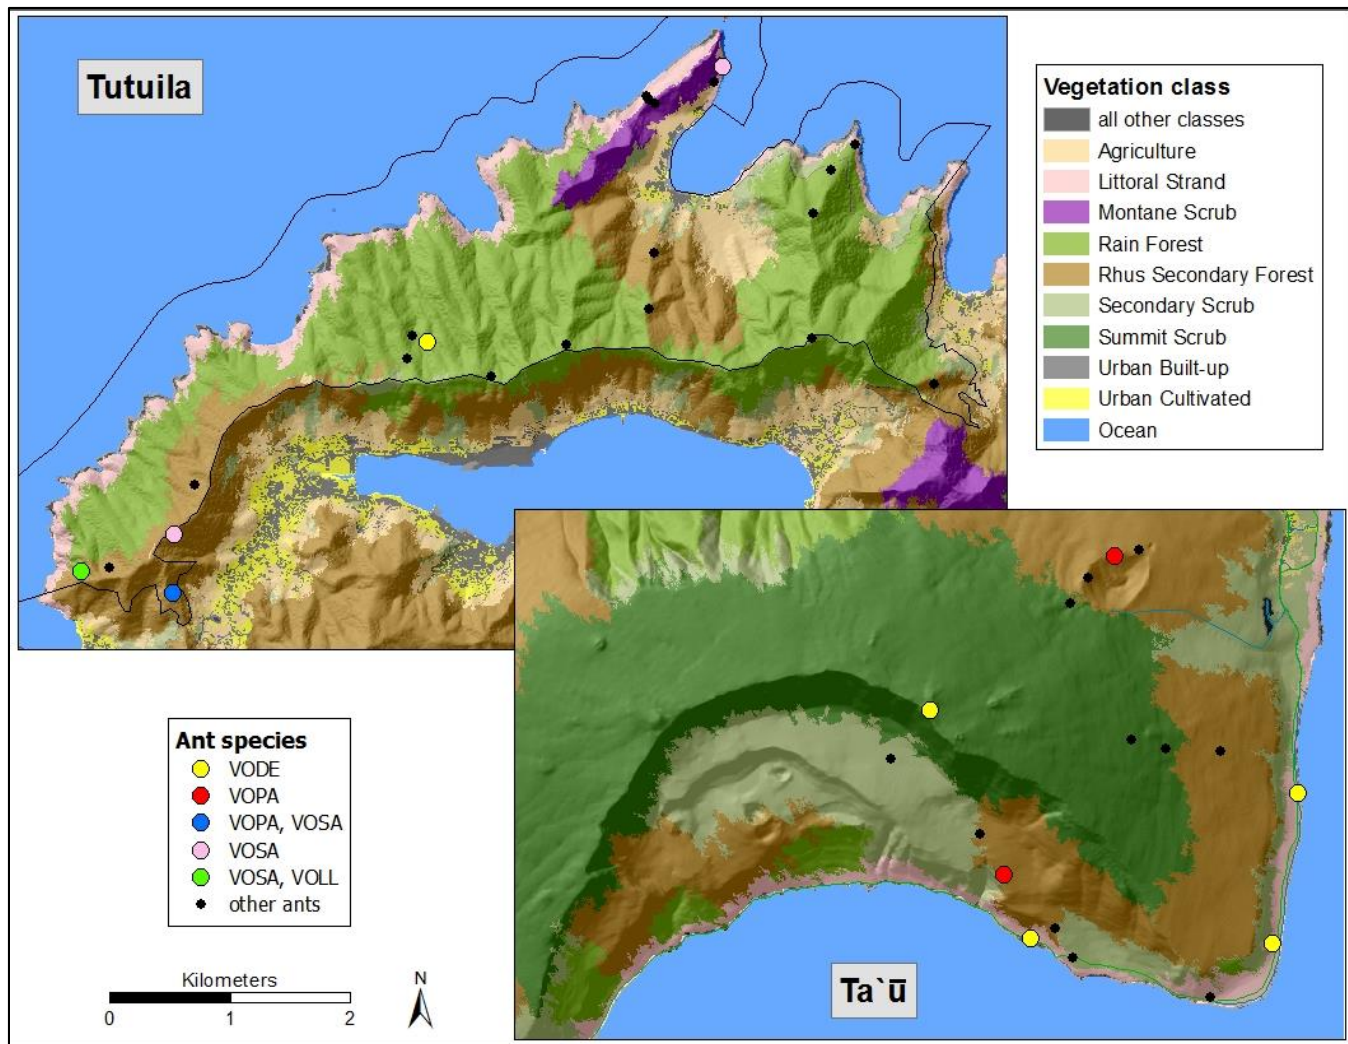 Tutuila
Vegetation class
all other classes
Agriculture
Littoral Strand
Montane Scrub
Rain Forest
Rhus Secondary Forest
Secondary Scrub
Summit Scrub
Urban Built-up
Urban Cultivated
Ocean
Ant species
VODE
VOPA
VOPA, VOSA
VOSA
VOSA, VOLL
other ants
Kilometers
0 1 2
N
Ta`ū